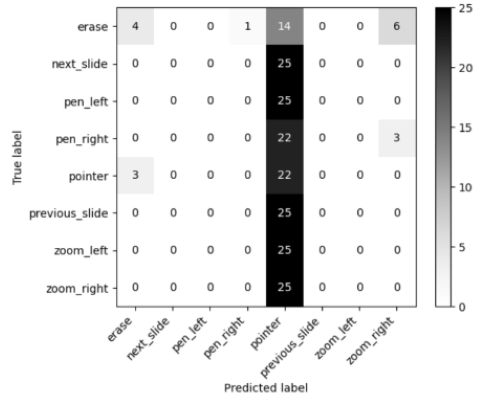 erase 4 0 0 1 14 0 0 6
next_slide 0 0 0 0 25 0 0 0
pen_left 0 0 0 0 25 0 0 0
pen_right 0 0 0 0 22 0 0 3
pointer 3 0 0 0 22 0 0 0
previous_slide 0 0 0 0 25 0 0 0
zoom_left 0 0 0 0 25 0 0 0
zoom_right 0 0 0 0 25 0 0 0
True label
erase next_slide pen_left pen_right pointer previous_slide zoom_left zoom_right
Predicted label
25
20
15
10
5
0